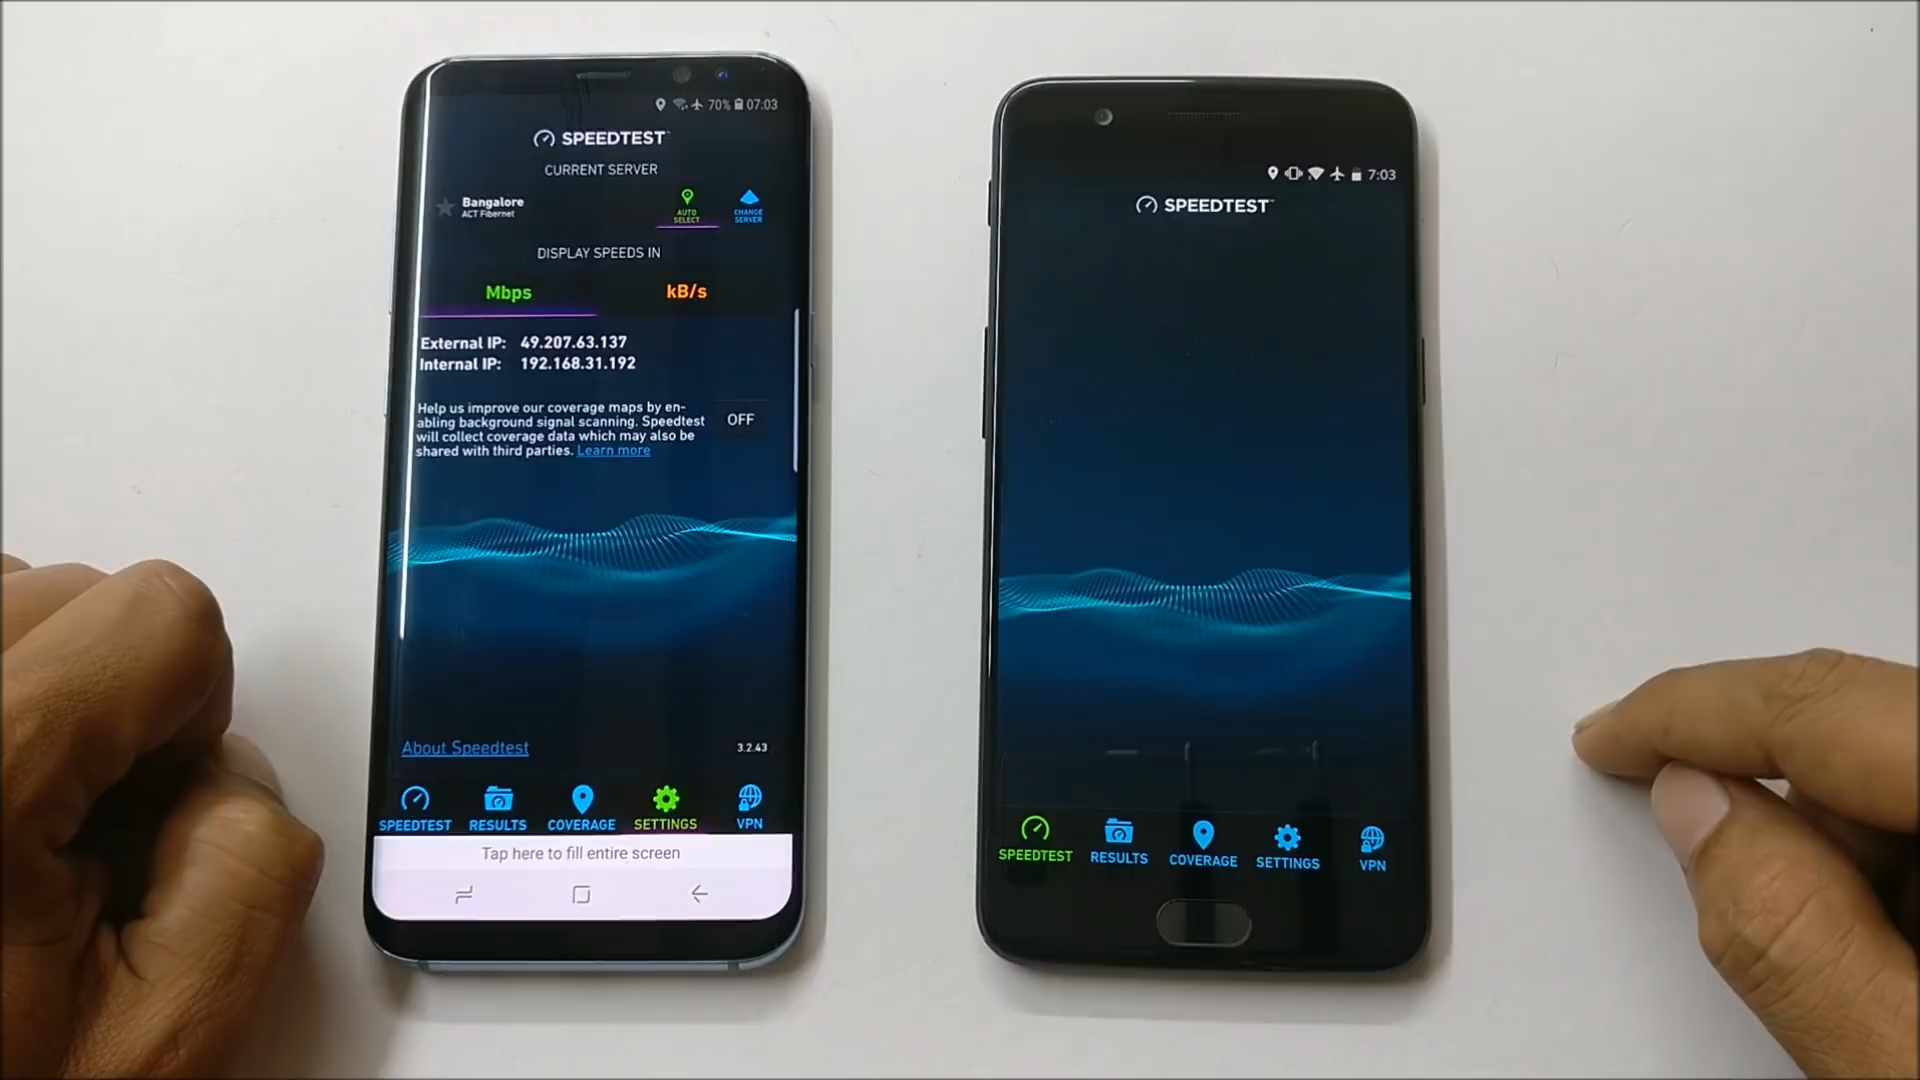 70% 07:03
SPEEDTEST™
CURRENT SERVER
Bangalore
ACT Fibernet
AUTO
SELECT
CHANGE
SERVER
DISPLAY SPEEDS IN
Mbps kB/s
External IP: 49.207.63.137
Internal IP: 192.168.31.192
Help us improve our coverage maps by en-
abling background signal scanning. Speedtest
will collect coverage data which may also be
shared with third parties. Learn more
OFF
About Speedtest 3.2.43
SPEEDTEST RESULTS COVERAGE SETTINGS VPN
Tap here to fill entire screen
7:03
SPEEDTEST™
SPEEDTEST RESULTS COVERAGE SETTINGS VPN